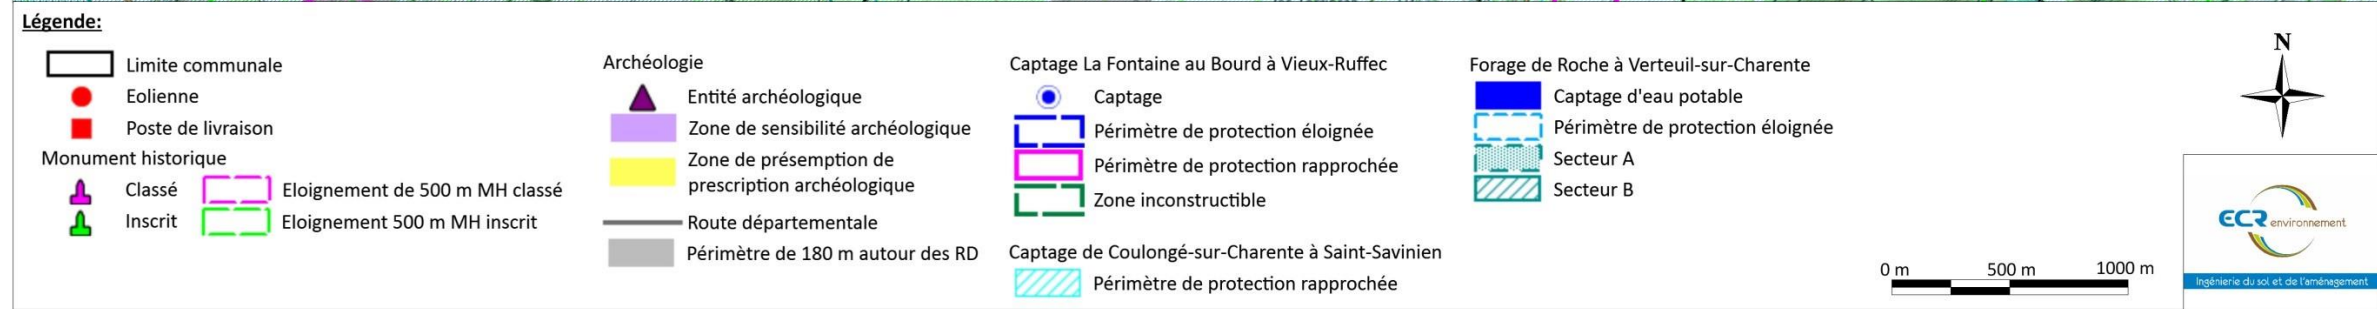 Légende:
Limite communale
Eolienne
Poste de livraison
Monument historique
Classé
Eloignement de 500 m MH classé
Inscrit
Eloignement 500 m MH inscrit
Archéologie
Entité archéologique
Zone de sensibilité archéologique
Zone de présemption de
prescription archéologique
Route départementale
Périmètre de 180 m autour des RD
Captage La Fontaine au Bourd à Vieux-Ruffec
Captage
Périmètre de protection éloignée
Périmètre de protection rapprochée
Zone inconstructible
Captage de Coulongé-sur-Charente à Saint-Savinien
Périmètre de protection rapprochée
Forage de Roche à Verteuil-sur-Charente
Captage d'eau potable
Périmètre de protection éloignée
Secteur A
Secteur B
N
0 m 500 m 1000 m
ECR environnement
Ingénierie du sol et de l'aménagement